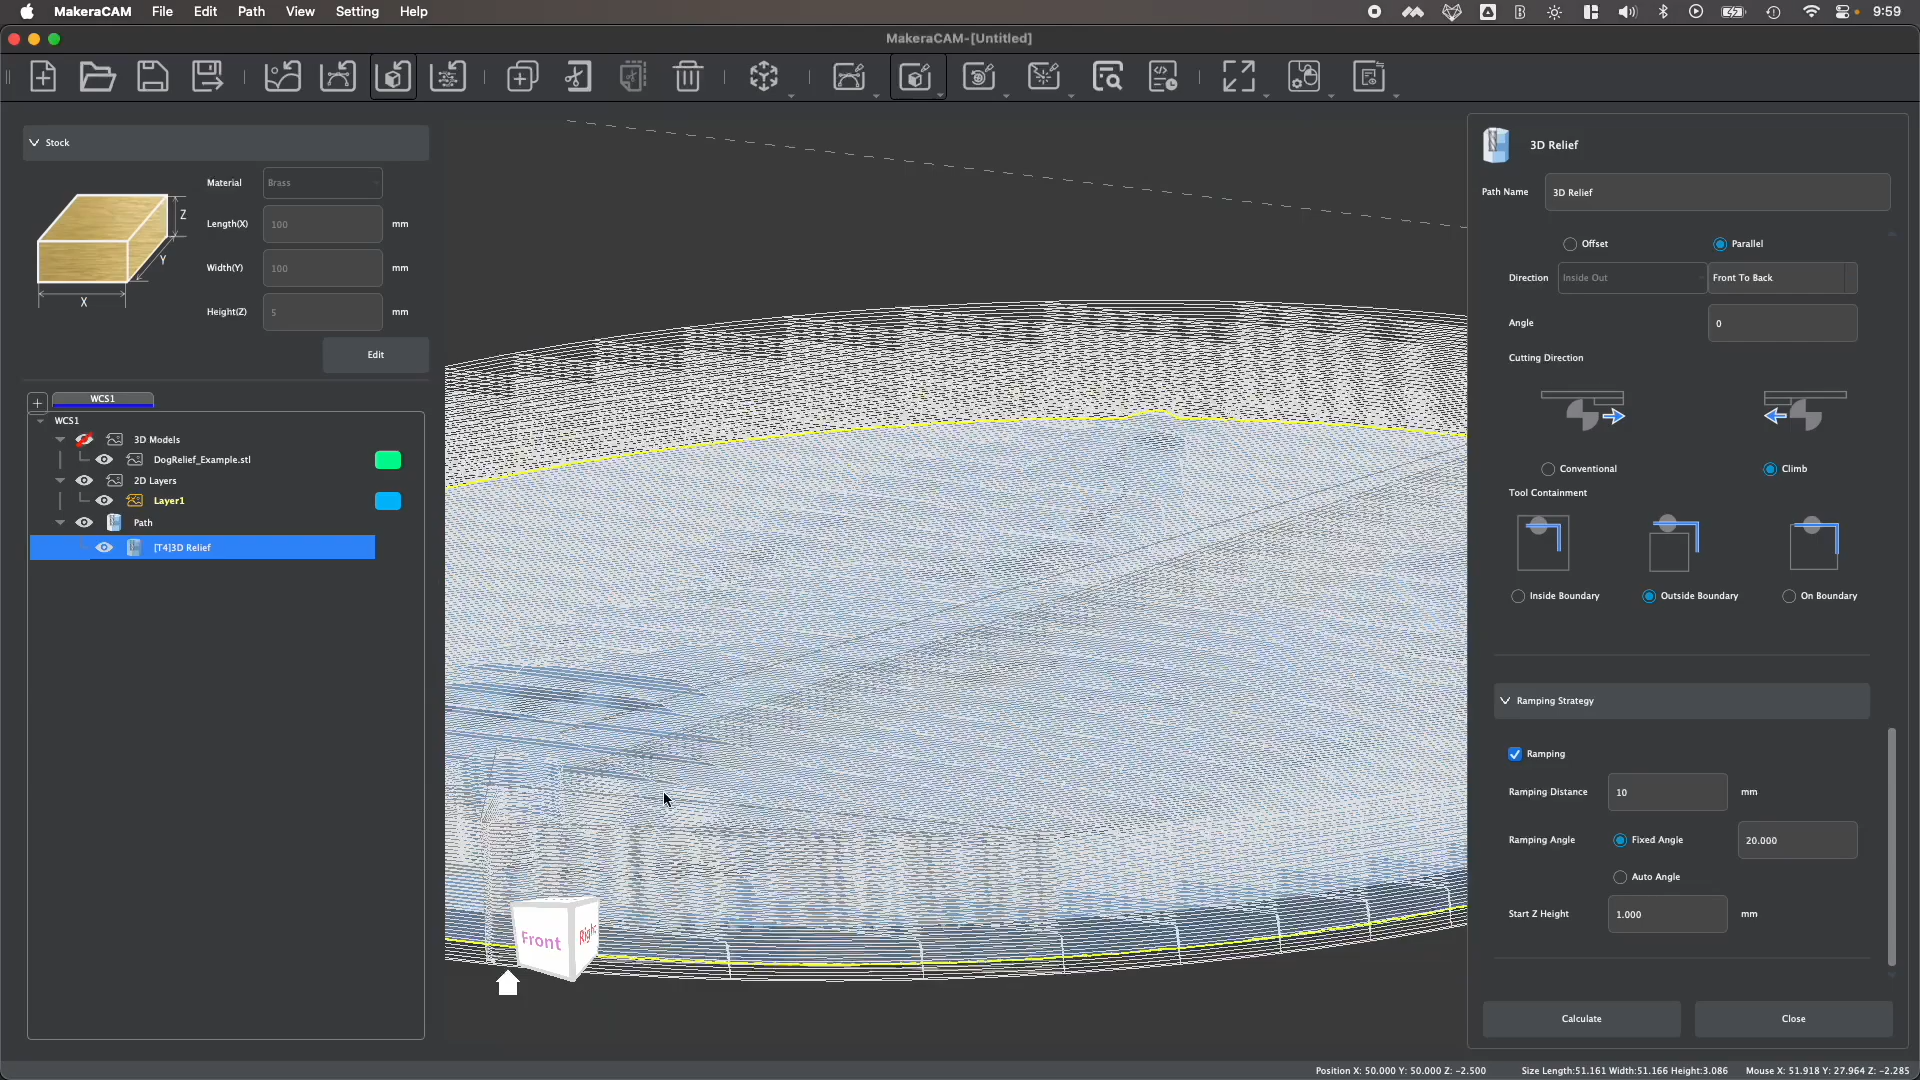 MakeraCAM File Edit Path View Setting Help 9:59
MakeraCAM-[Untitled]
Stock
Material Brass
Length(X) 100 mm
Width(Y) 100 mm
Height(Z) 5 mm
Z
Y
X
Edit
WCS1
WCS1
3D Models
DogRelief_Example.stl
2D Layers
Layer1
Path
[T4]3D Relief
Front
Right
3D Relief
Path Name 3D Relief
Offset Parallel
Direction Inside Out Front To Back
Angle 0
Cutting Direction
Conventional Climb
Tool Containment
Inside Boundary Outside Boundary On Boundary
Ramping Strategy
Ramping
Ramping Distance 10 mm
Ramping Angle Fixed Angle 20.000
Auto Angle
Start Z Height 1.000 mm
Calculate Close
Position X: 50.000 Y: 50.000 Z: -2.500 Size Length:51.161 Width:51.166 Height:3.086 Mouse X: 51.918 Y: 27.964 Z: -2.285